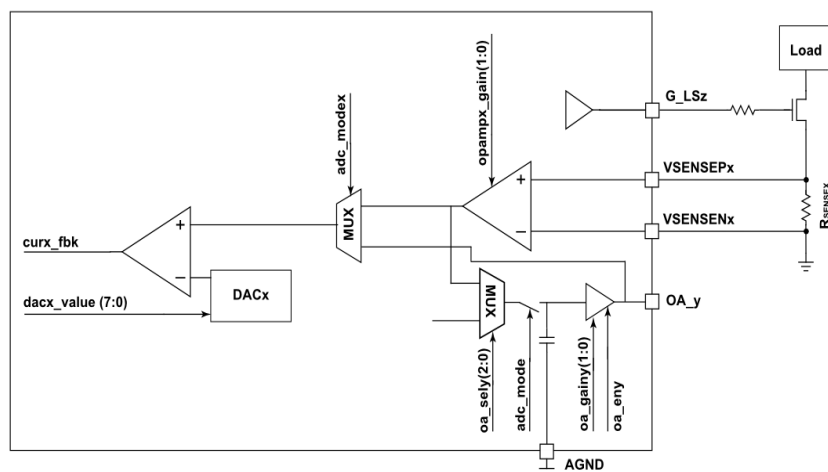 Load
G_LSz
opampx_gain(1:0)
adc_modex
VSENSEPx
+
RSENSEX
MUX
VSENSENx
+
−
curx_fbk
−
DACx
MUX
OA_y
dacx_value (7:0)
oa_sely(2:0)
adc_mode
oa_gainy(1:0)
oa_eny
AGND